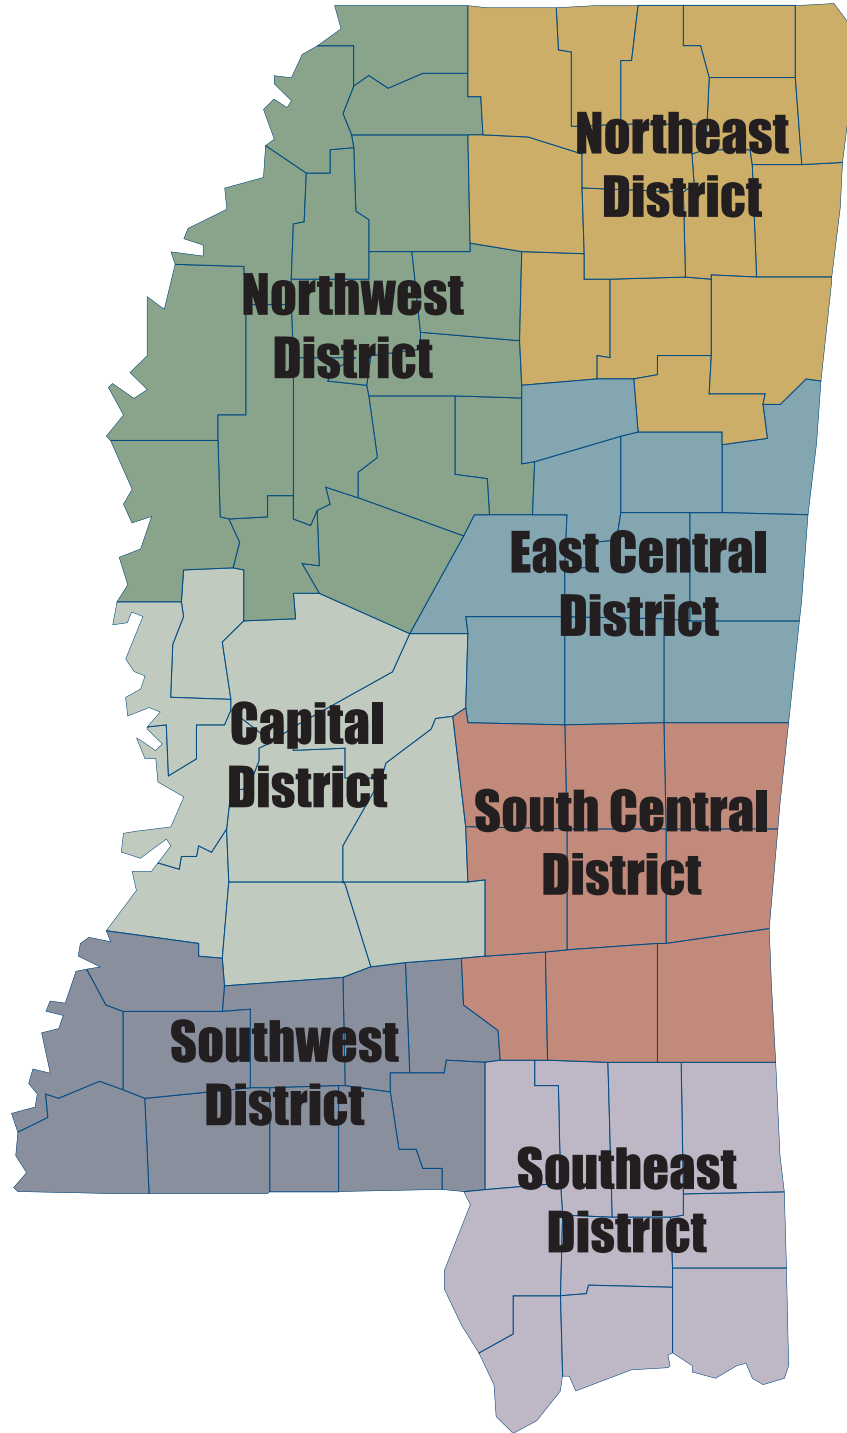 Northeast
District
Northwest
District
East Central
District
Capital
District
South Central
District
Southwest
District
Southeast
District